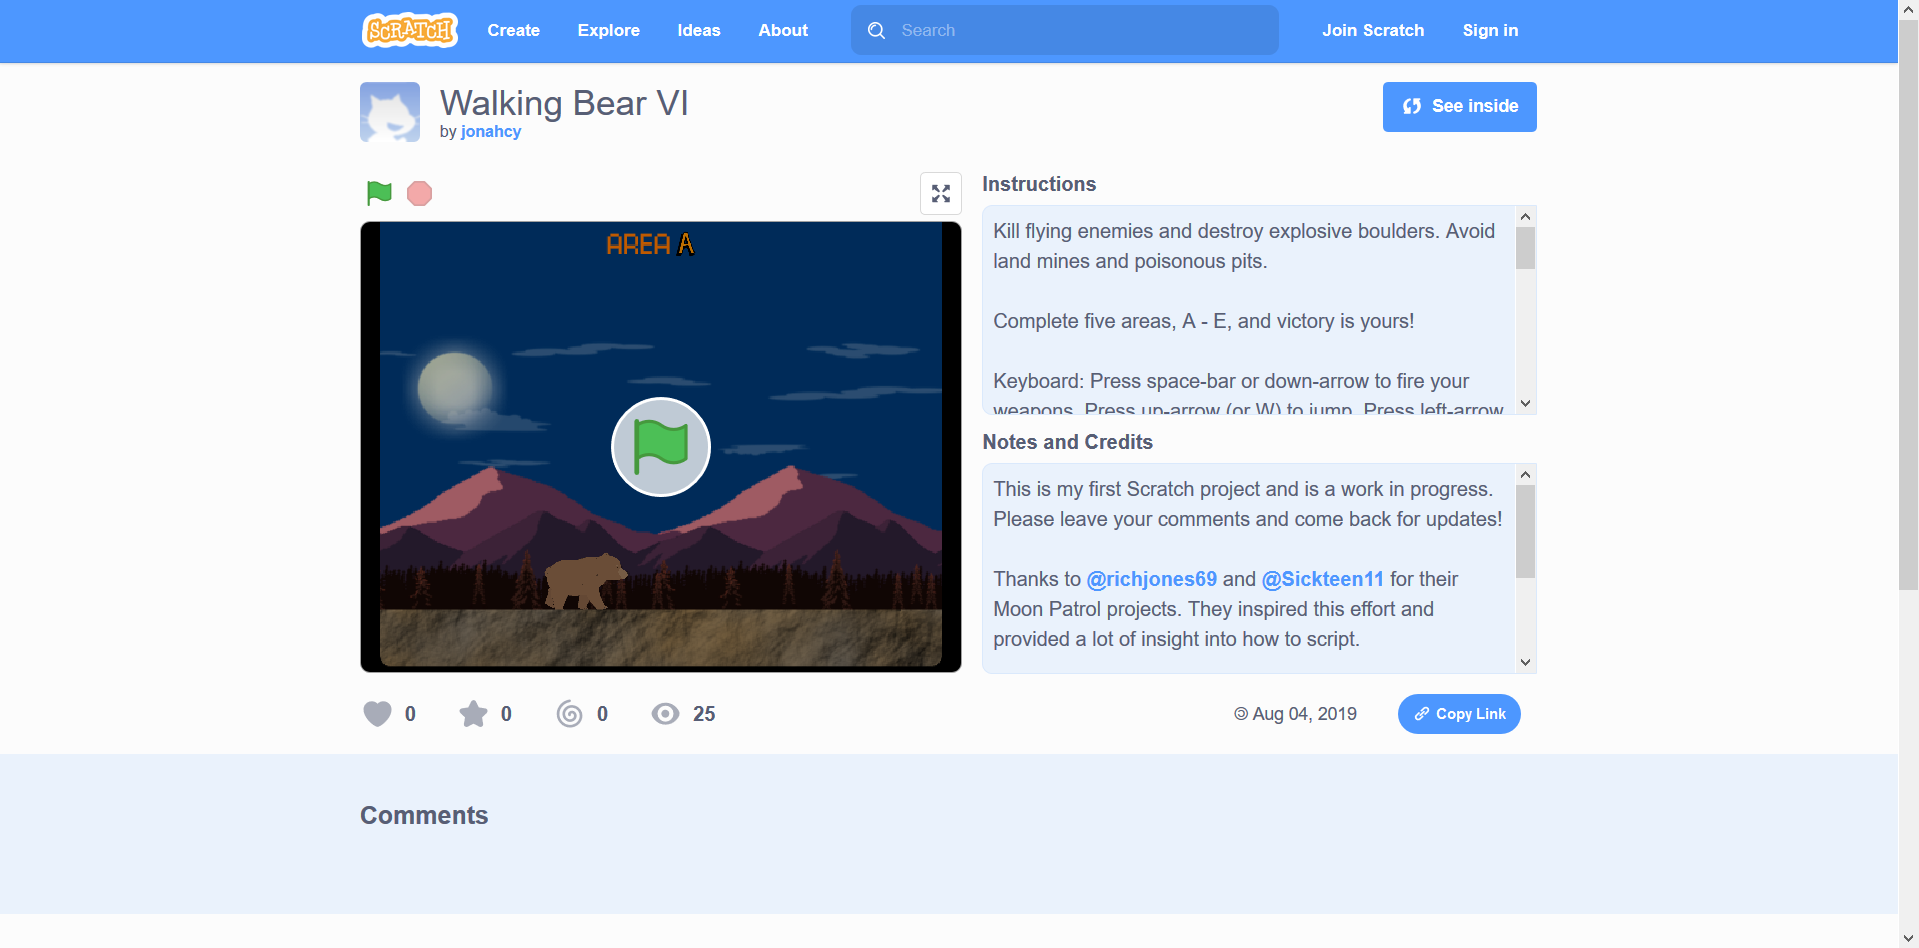 SCRATCH
Create
Explore
Ideas
About
Search
Join Scratch
Sign in
Walking Bear VI
by jonahcy
See inside
AREA A
Instructions
Kill flying enemies and destroy explosive boulders. Avoid
land mines and poisonous pits.
Complete five areas, A - E, and victory is yours!
Keyboard: Press space-bar or down-arrow to fire your
weapons. Press up-arrow (or W) to jump. Press left-arrow
Notes and Credits
This is my first Scratch project and is a work in progress.
Please leave your comments and come back for updates!
Thanks to @richjones69 and @Sickteen11 for their
Moon Patrol projects. They inspired this effort and
provided a lot of insight into how to script.
0
0
0
25
Aug 04, 2019
Copy Link
Comments